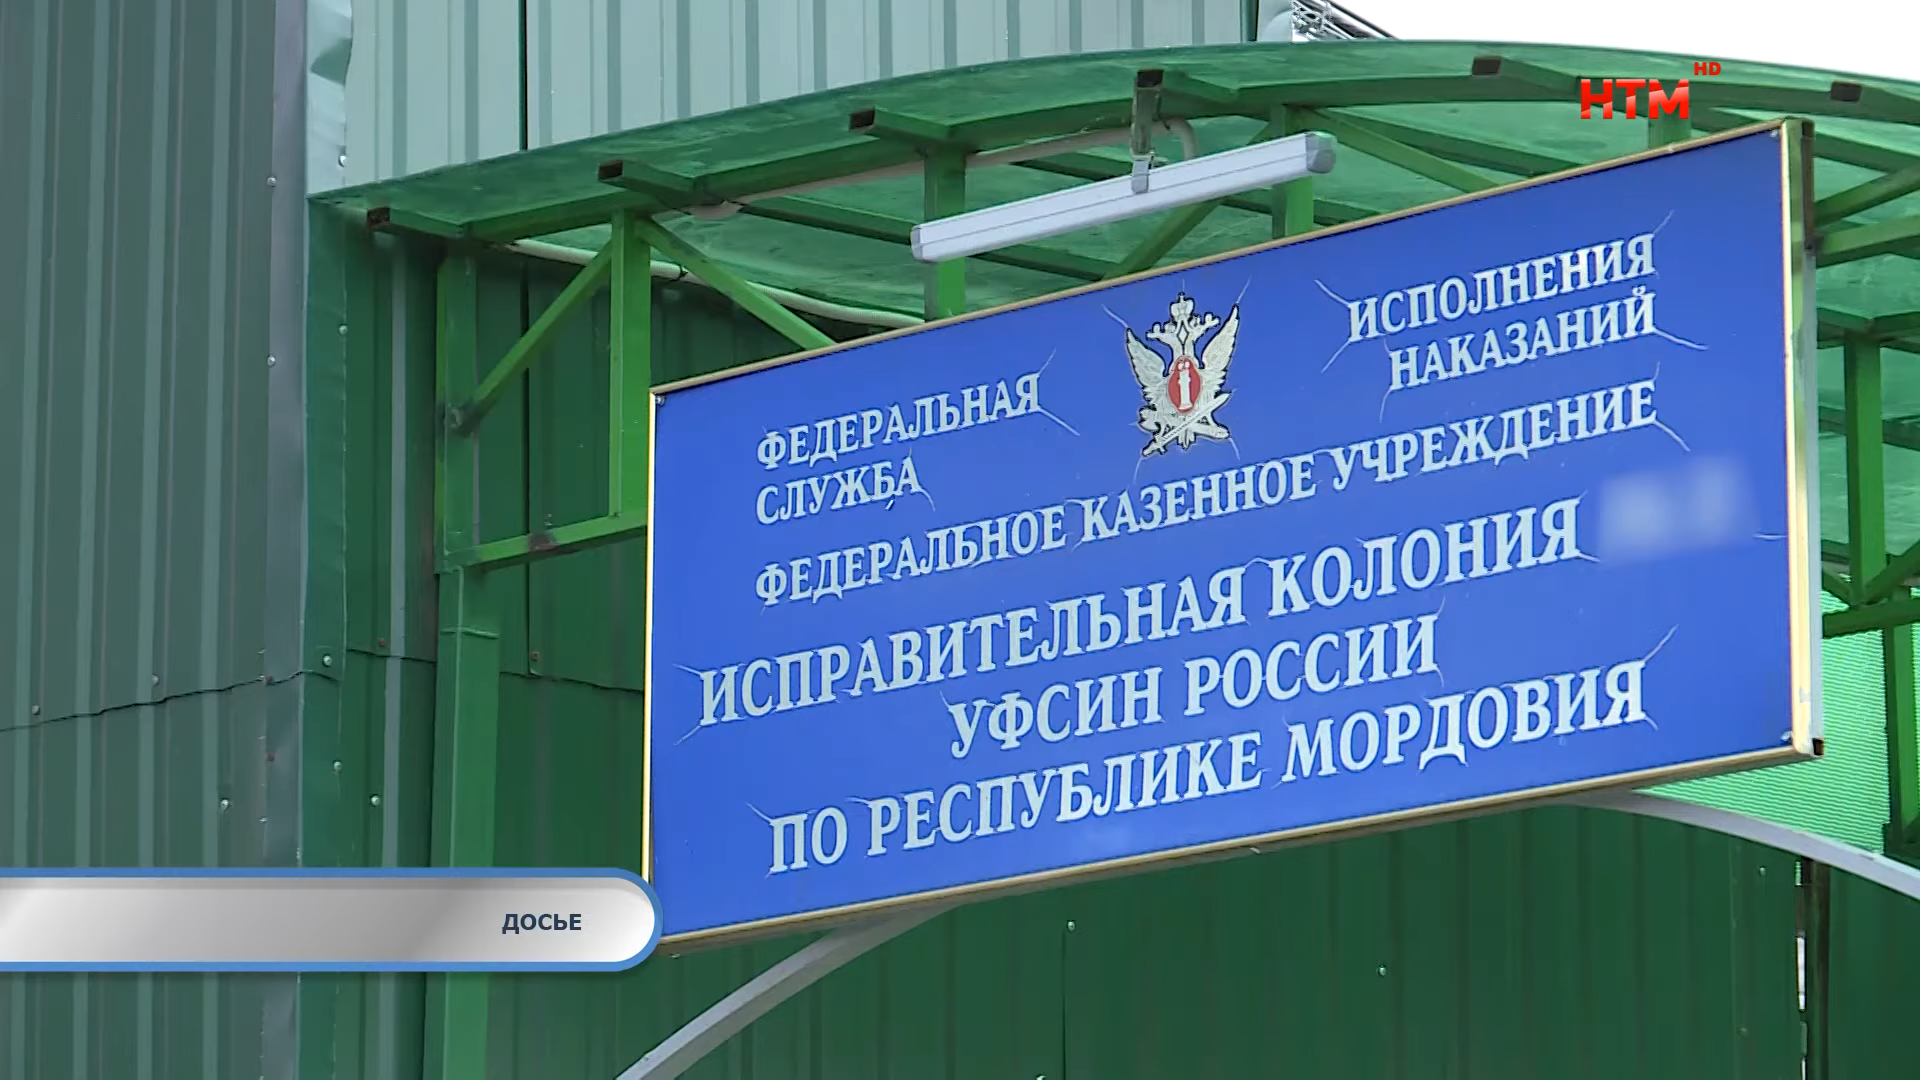 НТМ HD
ФЕДЕРАЛЬНАЯ
СЛУЖБА
ИСПОЛНЕНИЯ
НАКАЗАНИЙ
ФЕДЕРАЛЬНОЕ КАЗЕННОЕ УЧРЕЖДЕНИЕ
ИСПРАВИТЕЛЬНАЯ КОЛОНИЯ
УФСИН РОССИИ
ПО РЕСПУБЛИКЕ МОРДОВИЯ
ДОСЬЕ